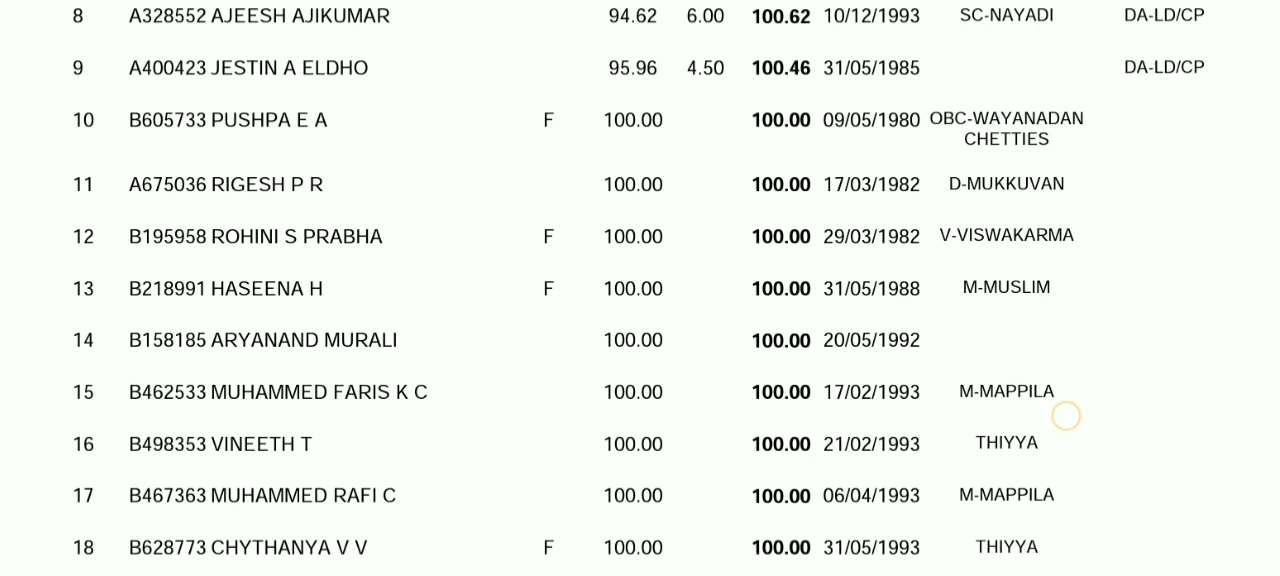 8 A328552 AJEESH AJIKUMAR 94.62 6.00 100.62 10/12/1993 SC-NAYADI DA-LD/CP
9 A400423 JESTIN A ELDHO 95.96 4.50 100.46 31/05/1985 DA-LD/CP
10 B605733 PUSHPA E A F 100.00 100.00 09/05/1980 OBC-WAYANADAN
CHETTIES
11 A675036 RIGESH P R 100.00 100.00 17/03/1982 D-MUKKUVAN
12 B195958 ROHINI S PRABHA F 100.00 100.00 29/03/1982 V-VISWAKARMA
13 B218991 HASEENA H F 100.00 100.00 31/05/1988 M-MUSLIM
14 B158185 ARYANAND MURALI 100.00 100.00 20/05/1992
15 B462533 MUHAMMED FARIS K C 100.00 100.00 17/02/1993 M-MAPPILA
16 B498353 VINEETH T 100.00 100.00 21/02/1993 THIYYA
17 B467363 MUHAMMED RAFI C 100.00 100.00 06/04/1993 M-MAPPILA
18 B628773 CHYTHANYA V V F 100.00 100.00 31/05/1993 THIYYA